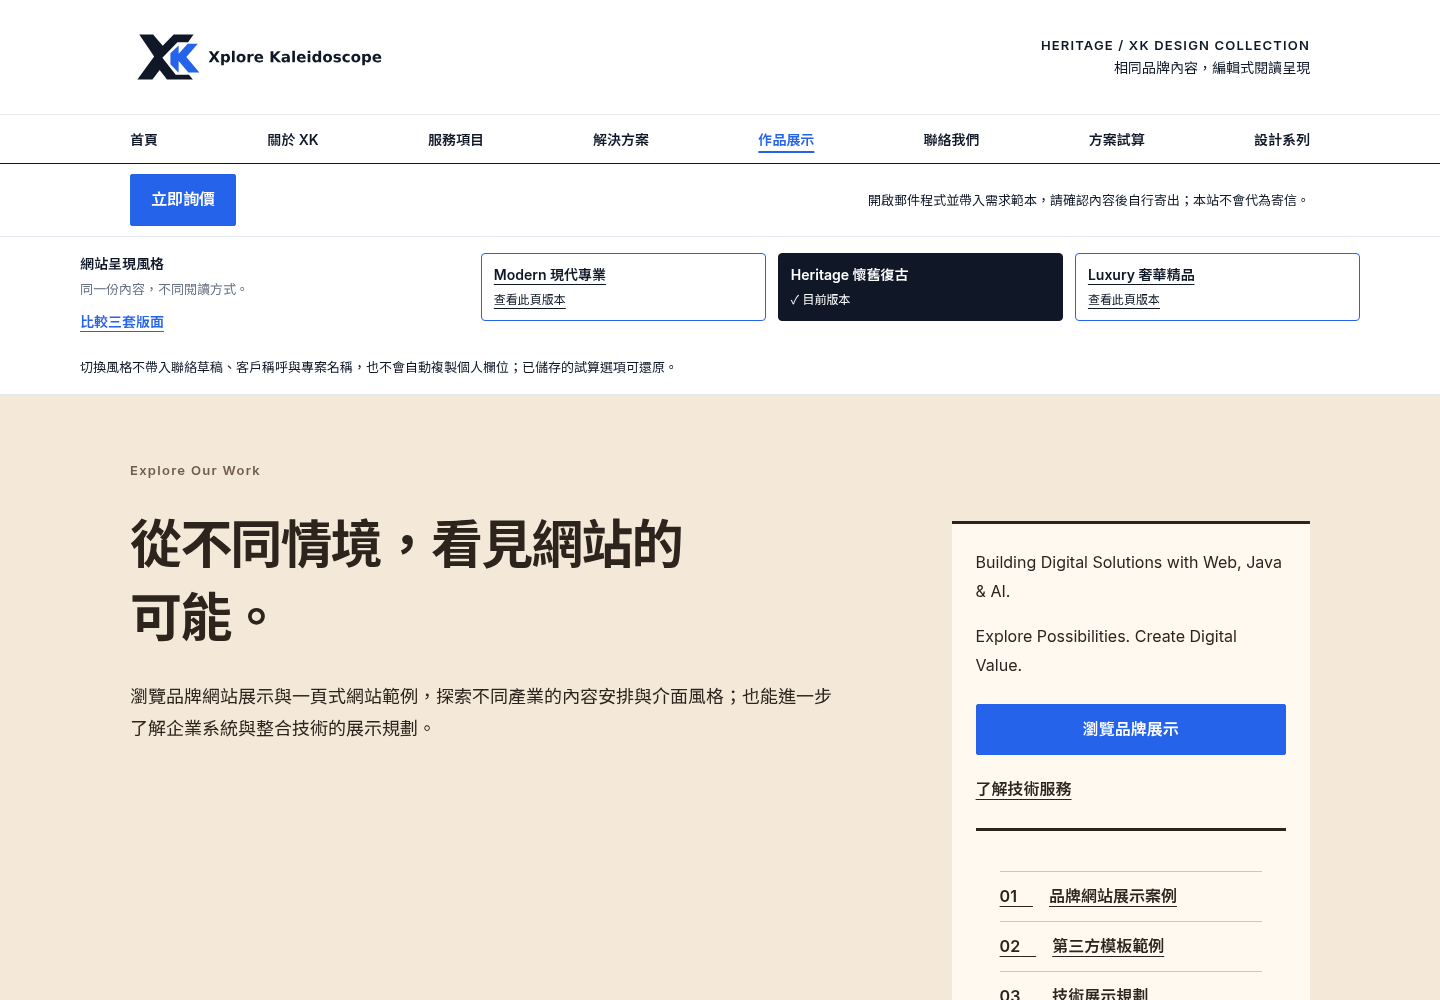 XK Xplore Kaleidoscope
HERITAGE / XK DESIGN COLLECTION
相同品牌內容，編輯式閱讀呈現
首頁
關於 XK
服務項目
解決方案
作品展示
聯絡我們
方案試算
設計系列
立即詢價
開啟郵件程式並帶入需求範本，請確認內容後自行寄出；本站不會代為寄信。
網站呈現風格
同一份內容，不同閱讀方式。
比較三套版面
Modern 現代專業
查看此頁版本
Heritage 懷舊復古
✓ 目前版本
Luxury 奢華精品
查看此頁版本
切換風格不帶入聯絡草稿、客戶稱呼與專案名稱，也不會自動複製個人欄位；已儲存的試算選項可還原。
Explore Our Work
從不同情境，看見網站的
可能。
瀏覽品牌網站展示與一頁式網站範例，探索不同產業的內容安排與介面風格；也能進一步
了解企業系統與整合技術的展示規劃。
Building Digital Solutions with Web, Java
& AI.
Explore Possibilities. Create Digital
Value.
瀏覽品牌展示
了解技術服務
01 品牌網站展示案例
02 第三方模板範例
03 技術展示規劃